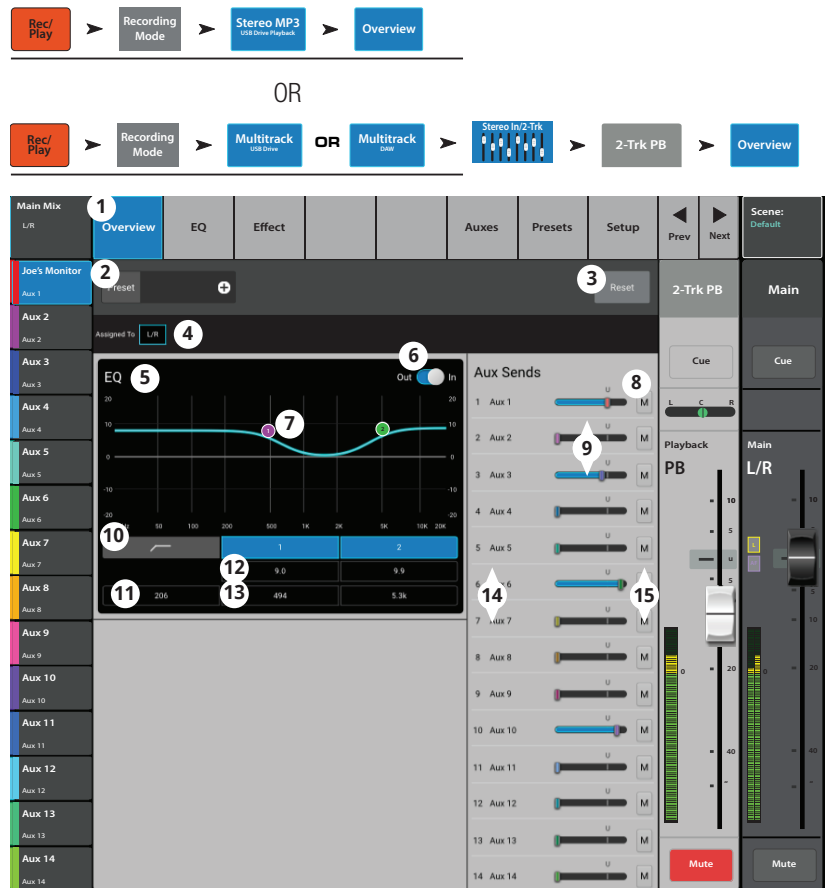 Rec/
Play
Recording
Mode
Stereo MP3
USB Drive Playback
Overview
OR
Rec/
Play
Recording
Mode
Multitrack
USB Drive
OR
Multitrack
DAW
Stereo In/2-Trk
2-Trk PB
Overview
Main Mix
L/R
1
Overview
EQ
Effect
Auxes
Presets
Setup
Prev
Next
Scene:
Default
Joe's Monitor
Aux 1
2
Preset
3
Reset
2-Trk PB
Main
Aux 2
Aux 2
Assigned To
L/R
4
Aux 3
Aux 3
EQ
5
6
Out
In
Aux Sends
8
Cue
Cue
20
20
U
1 Aux 1
M
L C R
Aux 4
Aux 4
10
7
1
2
10
U
2 Aux 2
M
9
Playback
PB
Main
L/R
Aux 5
Aux 5
0
0
U
3 Aux 3
M
Aux 6
Aux 6
-10
-10
U
4 Aux 4
M
10
10
-20
-20
50
100
200
500
1K
2K
5K
10K
20K
5
Aux 7
Aux 7
10
1
2
U
5 Aux 5
M
L
U
12
9.0
9.9
U
Aux 8
Aux 8
11
206
13
494
5.3k
14
6
U
M
15
5
5
7 Aux 7
U
M
10
10
Aux 9
Aux 9
8 Aux 8
U
M
0
20
0
20
Aux 10
Aux 10
9 Aux 9
U
M
Aux 11
Aux 11
10 Aux 10
U
M
40
40
Aux 12
Aux 12
11 Aux 11
U
M
Aux 13
Aux 13
12 Aux 12
U
M
13 Aux 13
U
M
Aux 14
Aux 14
14 Aux 14
U
M
Mute
Mute